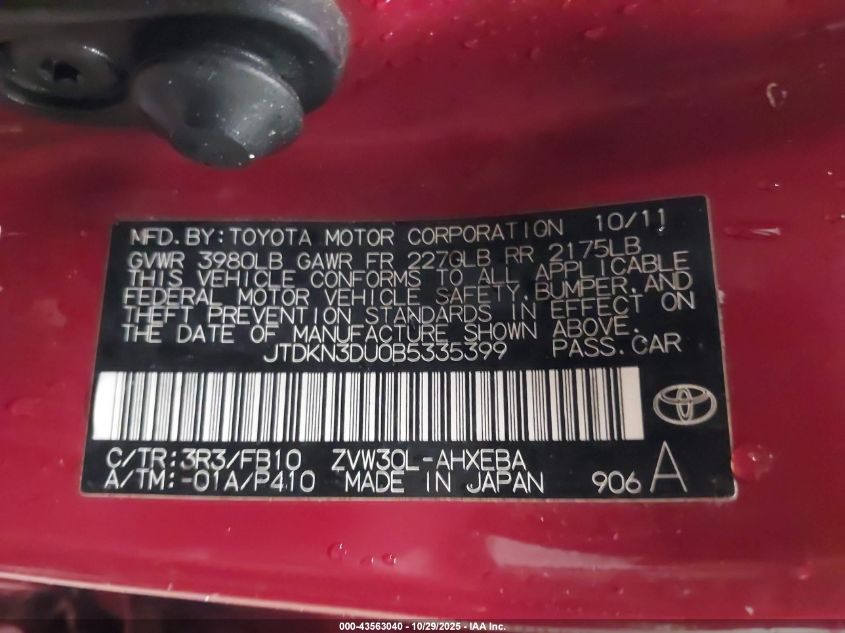 MFD. BY: TOYOTA MOTOR CORPORATION 10/11
GVWR 3980LB GAWR FR 2270LB RR 2175LB
THIS VEHICLE CONFORMS TO ALL APPLICABLE
FEDERAL MOTOR VEHICLE SAFETY, BUMPER, AND
THEFT PREVENTION STANDARDS IN EFFECT ON
THE DATE OF MANUFACTURE SHOWN ABOVE.
JTDKN3DU0B5335399 PASS. CAR
C/TR: 3R3/FB10 ZVW30L-AHXEBA
A/TM: -01A/P410 MADE IN JAPAN 906 A
000-43563040 - 10/29/2025 - IAA Inc.